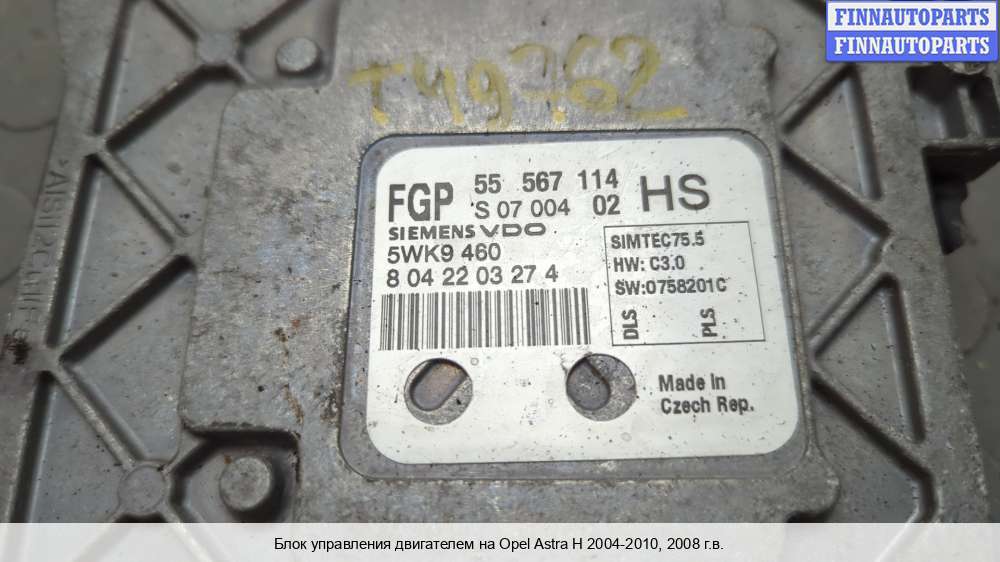 FINNAUTOPARTS
FINNAUTOPARTS
T49762
FGP 55 567 114 HS
S 07 004 02
SIEMENS VDO
5WK9 460
8 04 22 03 27 4
SIMTEC75.5
HW: C3.0
SW:0758201C
DLS PLS
Made in
Czech Rep.
Блок управления двигателем на Opel Astra H 2004-2010, 2008 г.в.